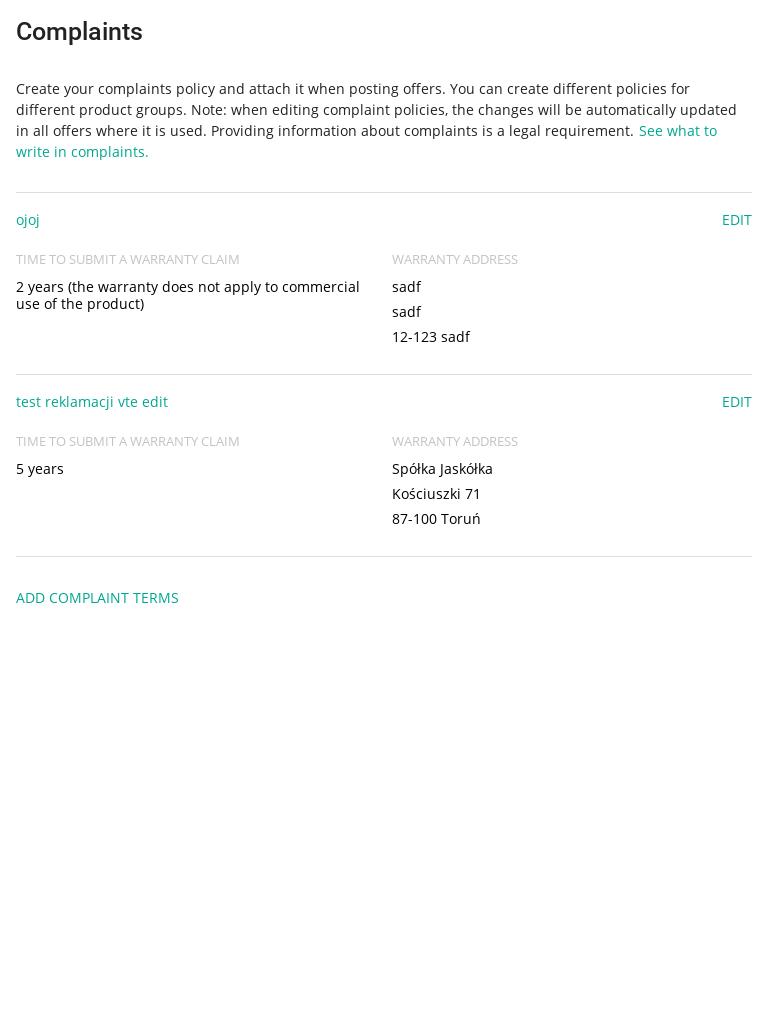 Complaints
Create your complaints policy and attach it when posting offers. You can create different policies for
different product groups. Note: when editing complaint policies, the changes will be automatically updated
in all offers where it is used. Providing information about complaints is a legal requirement. See what to
write in complaints.
ojoj
EDIT
TIME TO SUBMIT A WARRANTY CLAIM
2 years (the warranty does not apply to commercial
use of the product)
WARRANTY ADDRESS
sadf
sadf
12-123 sadf
test reklamacji vte edit
EDIT
TIME TO SUBMIT A WARRANTY CLAIM
5 years
WARRANTY ADDRESS
Spółka Jaskółka
Kościuszki 71
87-100 Toruń
ADD COMPLAINT TERMS